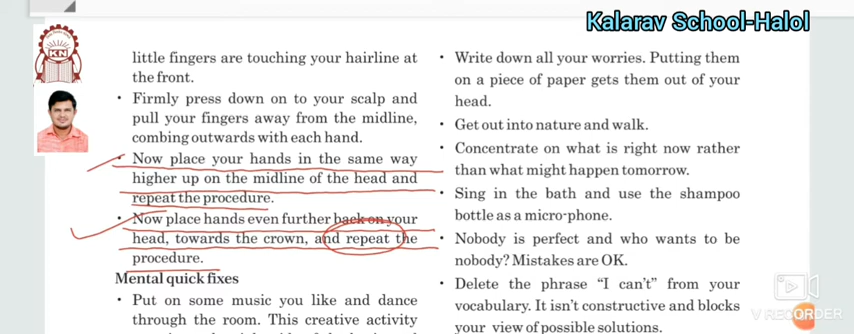 Kalarav School-Halol
KN
little fingers are touching your hairline at
the front.
• Firmly press down on to your scalp and
pull your fingers away from the midline,
combing outwards with each hand.
• Now place your hands in the same way
higher up on the midline of the head and
repeat the procedure.
• Now place hands even further back on your
head, towards the crown, and repeat the
procedure.
Mental quick fixes
• Put on some music you like and dance
through the room. This creative activity
• Write down all your worries. Putting them
on a piece of paper gets them out of your
head.
• Get out into nature and walk.
• Concentrate on what is right now rather
than what might happen tomorrow.
• Sing in the bath and use the shampoo
bottle as a micro-phone.
• Nobody is perfect and who wants to be
nobody? Mistakes are OK.
• Delete the phrase “I can’t” from your
vocabulary. It isn’t constructive and blocks
your view of possible solutions.
V RECORDER